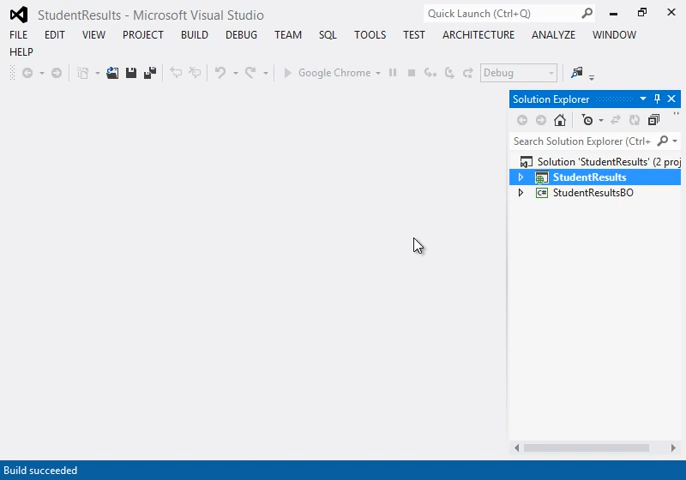 StudentResults - Microsoft Visual Studio
Quick Launch (Ctrl+Q)
FILE EDIT VIEW PROJECT BUILD DEBUG TEAM SQL TOOLS TEST ARCHITECTURE ANALYZE WINDOW
HELP
Google Chrome
Debug
Solution Explorer
Search Solution Explorer (Ctrl+
Solution 'StudentResults' (2 proj
StudentResults
C# StudentResultsBO
Build succeeded